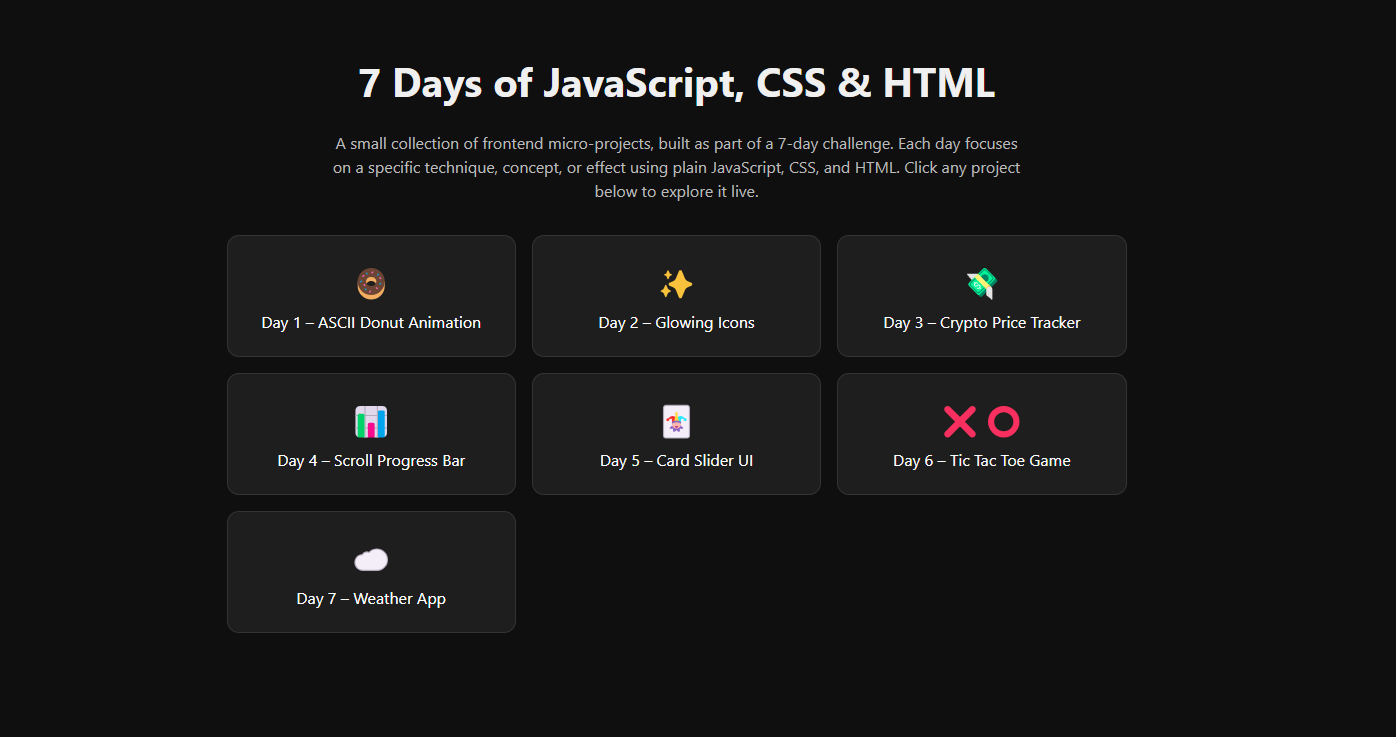 7 Days of JavaScript, CSS & HTML
A small collection of frontend micro-projects, built as part of a 7-day challenge. Each day focuses
on a specific technique, concept, or effect using plain JavaScript, CSS, and HTML. Click any project
below to explore it live.
Day 1 – ASCII Donut Animation
Day 2 – Glowing Icons
Day 3 – Crypto Price Tracker
Day 4 – Scroll Progress Bar
Day 5 – Card Slider UI
Day 6 – Tic Tac Toe Game
Day 7 – Weather App